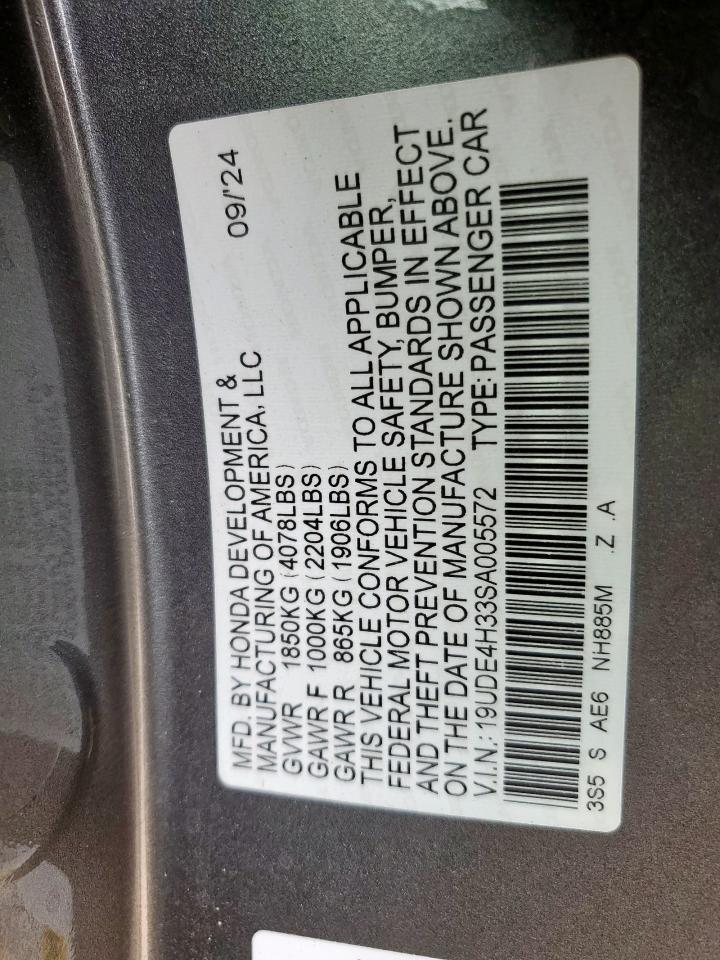 MFD. BY HONDA DEVELOPMENT & 09/'24
MANUFACTURING OF AMERICA, LLC
GVWR 1850KG (4078LBS)
GAWR F 1000KG (2204LBS)
GAWR R 865KG (1906LBS)
THIS VEHICLE CONFORMS TO ALL APPLICABLE
FEDERAL MOTOR VEHICLE SAFETY, BUMPER,
AND THEFT PREVENTION STANDARDS IN EFFECT
ON THE DATE OF MANUFACTURE SHOWN ABOVE.
V.I.N.: 19UDE4H33SA005572 TYPE: PASSENGER CAR
3S5 S AE6 NH885M .Z .A